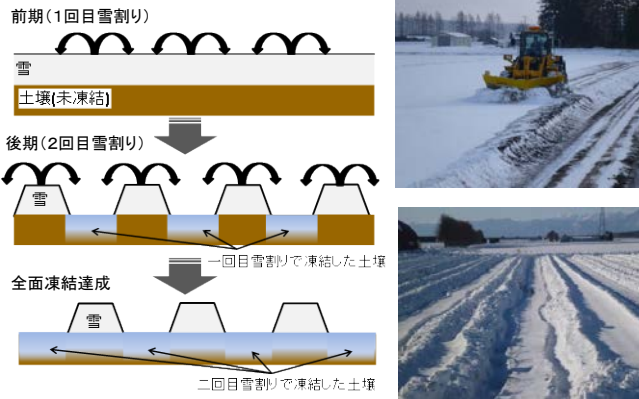 前期(1回目雪割り)
雪
土壌(未凍結)
後期(2回目雪割り)
雪
一回目雪割りで凍結した土壌
全面凍結達成
雪
二回目雪割りで凍結した土壌